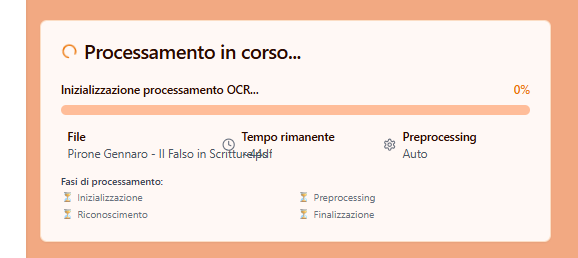 Processamento in corso...
Inizializzazione processamento OCR...
0%
File
Tempo rimanente
Preprocessing
Pirone Gennaro - Il Falso in Scritture.pdf
Auto
Fasi di processamento:
Inizializzazione
Preprocessing
Riconoscimento
Finalizzazione